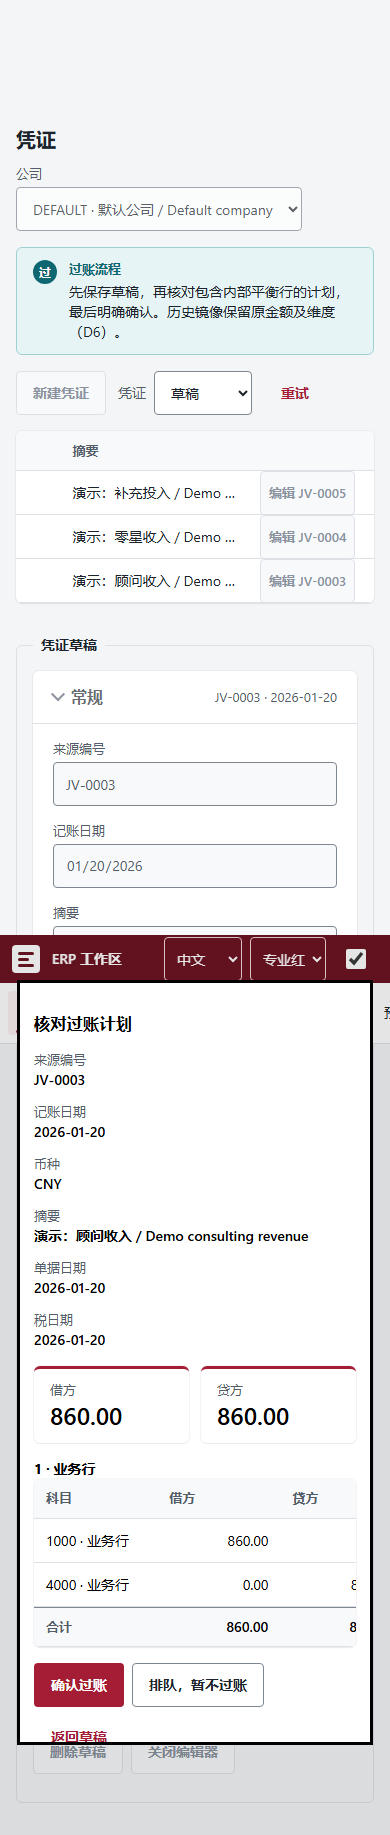 凭证
公司
DEFAULT · 默认公司 / Default company
过
过账流程
先保存草稿，再核对包含内部平衡行的计划，
最后明确确认。历史镜像保留原金额及维度
（D6）。
新建凭证 凭证 草稿 重试
摘要
演示：补充投入 / Demo ... 编辑 JV-0005
演示：零星收入 / Demo ... 编辑 JV-0004
演示：顾问收入 / Demo ... 编辑 JV-0003
凭证草稿
常规 JV-0003 · 2026-01-20
来源编号
JV-0003
记账日期
01/20/2026
摘要
ERP 工作区 中文 专业红
核对过账计划
来源编号
JV-0003
记账日期
2026-01-20
币种
CNY
摘要
演示：顾问收入 / Demo consulting revenue
单据日期
2026-01-20
税日期
2026-01-20
借方 贷方
860.00 860.00
1 · 业务行
科目 借方 贷方
1000 · 业务行 860.00
4000 · 业务行 0.00 8
合计 860.00 8
确认过账 排队，暂不过账
返回草稿
删除草稿 关闭编辑器